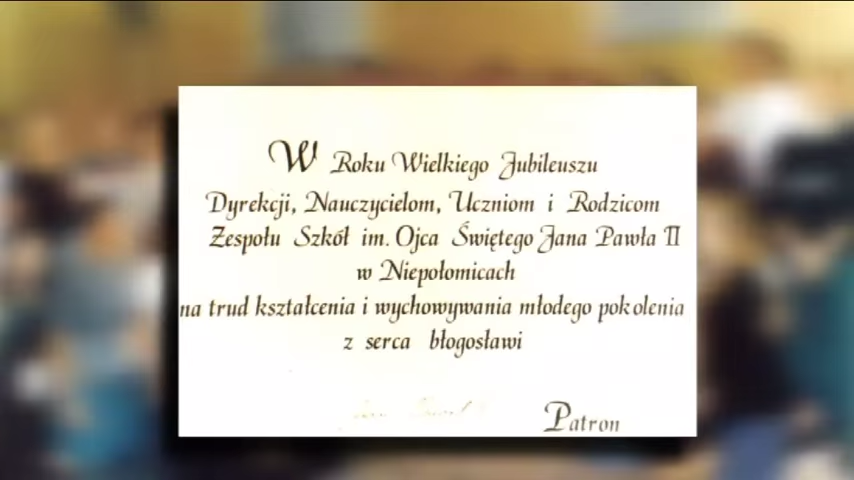 W Roku Wielkiego Jubileuszu
Dyrekcji, Nauczycielom, Uczniom i Rodzicom
Zespołu Szkół im. Ojca Świętego Jana Pawła II
w Niepołomicach
na trud kształcenia i wychowywania młodego pokolenia
z serca błogosławi
Patron